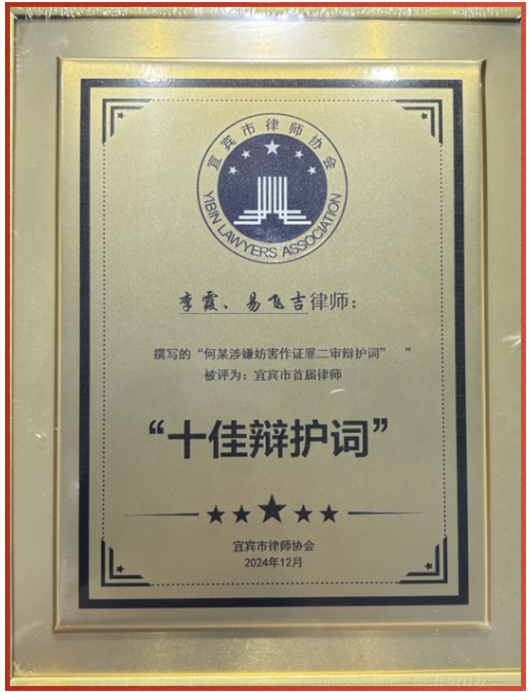 宜宾市律师协会
YIBIN LAWYERS ASSOCIATION
李霞、易飞吉律师：
撰写的“何某涉嫌妨害作证罪二审辩护词” ”
被评为：宜宾市首届律师
“十佳辩护词”
宜宾市律师协会
2024年12月